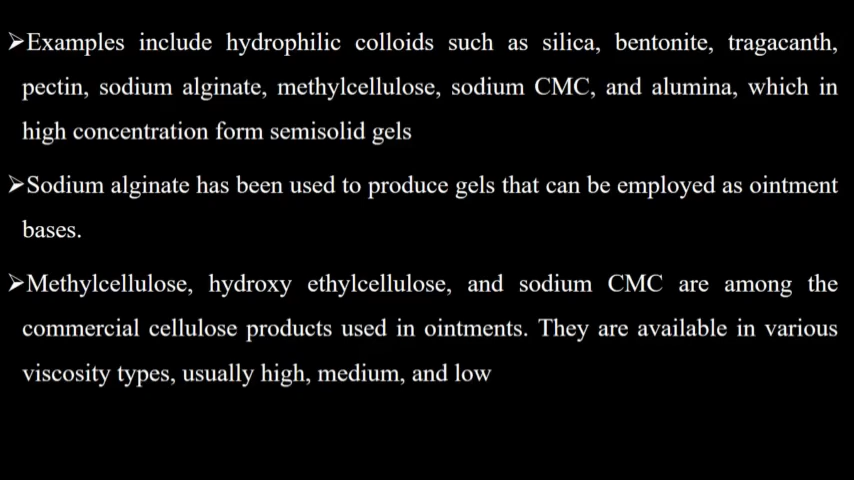 ➢Examples include hydrophilic colloids such as silica, bentonite, tragacanth,
pectin, sodium alginate, methylcellulose, sodium CMC, and alumina, which in
high concentration form semisolid gels
➢Sodium alginate has been used to produce gels that can be employed as ointment
bases.
➢Methylcellulose, hydroxy ethylcellulose, and sodium CMC are among the
commercial cellulose products used in ointments. They are available in various
viscosity types, usually high, medium, and low